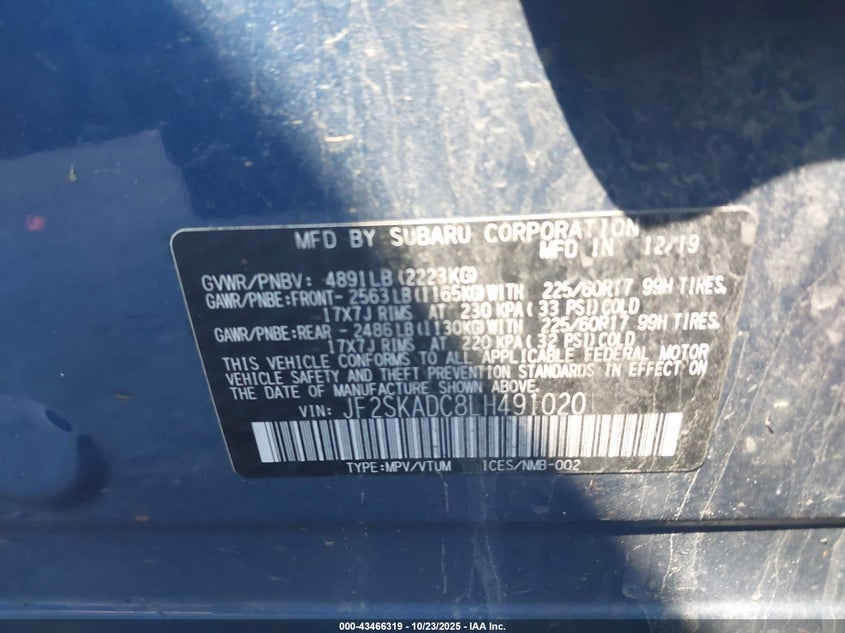 MFD BY SUBARU CORPORATION
MFD IN 12/19
GVWR/PNBV: 4891LB(2223KG)
GAWR/PNBE:FRONT- 2563LB(1165KG)WITH 225/60R17 99H TIRES,
17X7J RIMS AT 230 KPA(33 PSI)COLD
GAWR/PNBE:REAR - 2486LB(1130KG)WITH 225/60R17 99H TIRES,
17X7J RIMS AT 220 KPA(32 PSI)COLD
THIS VEHICLE CONFORMS TO ALL APPLICABLE FEDERAL MOTOR
VEHICLE SAFETY AND THEFT PREVENTION STANDARDS IN EFFECT ON
THE DATE OF MANUFACTURE SHOWN ABOVE.
VIN: JF2SKADC8LH491020
TYPE:MPV/VTUM ICES/NMB-002
000-43466319 - 10/23/2025 - IAA Inc.